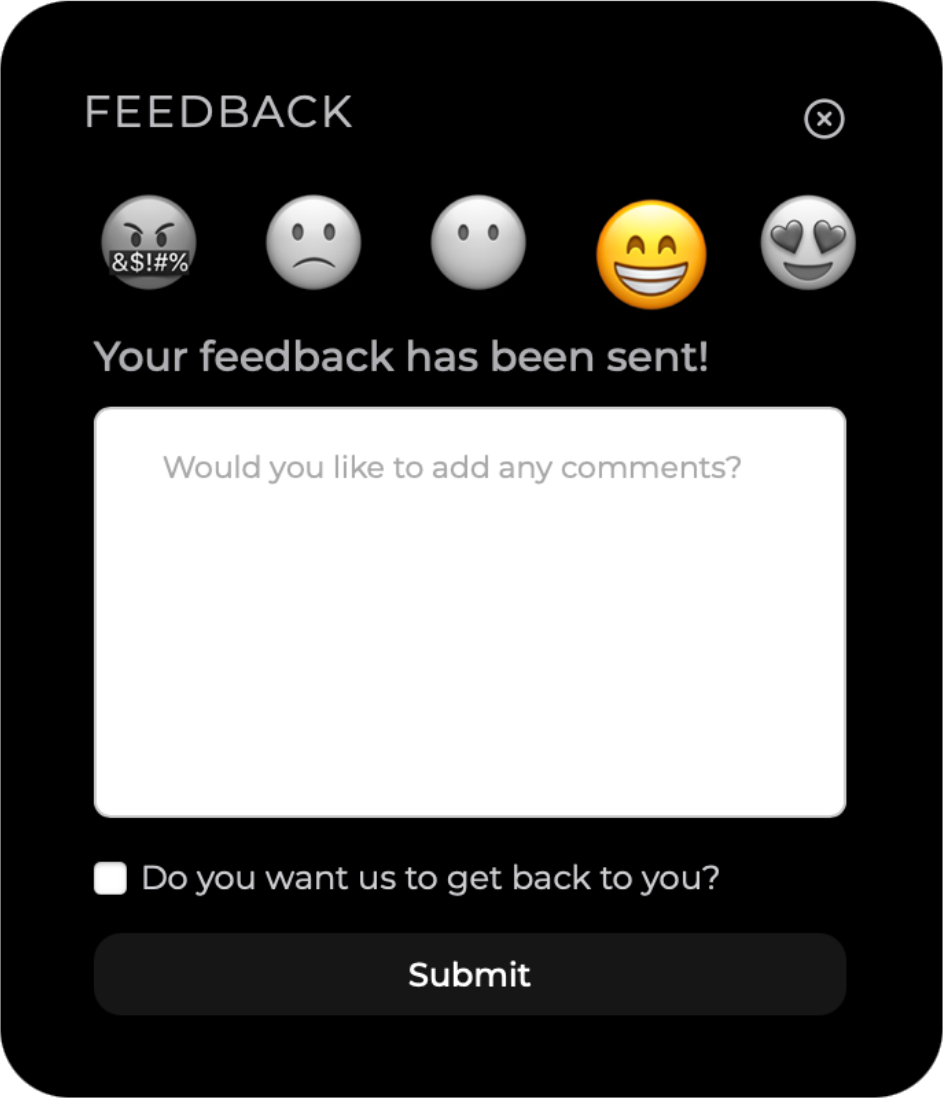 FEEDBACK
&$!#%
Your feedback has been sent!
Would you like to add any comments?
Do you want us to get back to you?
Submit